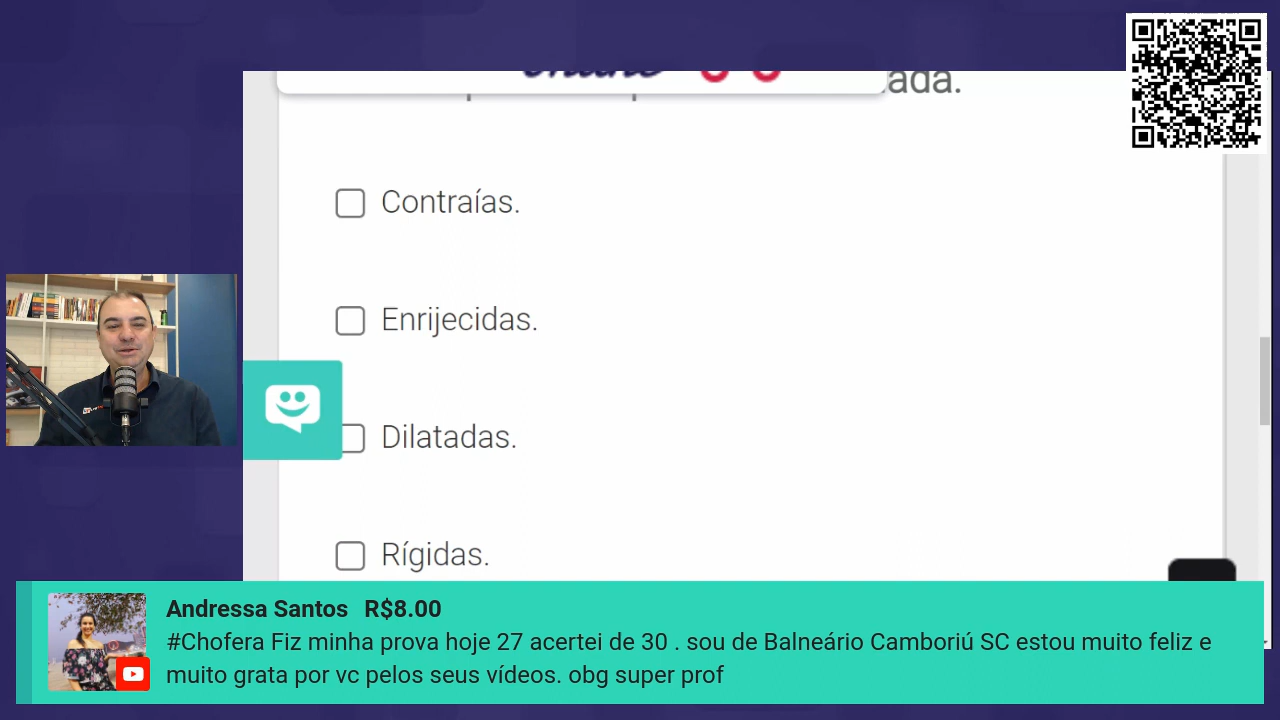 ada.
Contraías.
Enrijecidas.
Dilatadas.
Rígidas.
Andressa Santos R$8.00
#Chofera Fiz minha prova hoje 27 acertei de 30 . sou de Balneário Camboriú SC estou muito feliz e
muito grata por vc pelos seus vídeos. obg super prof